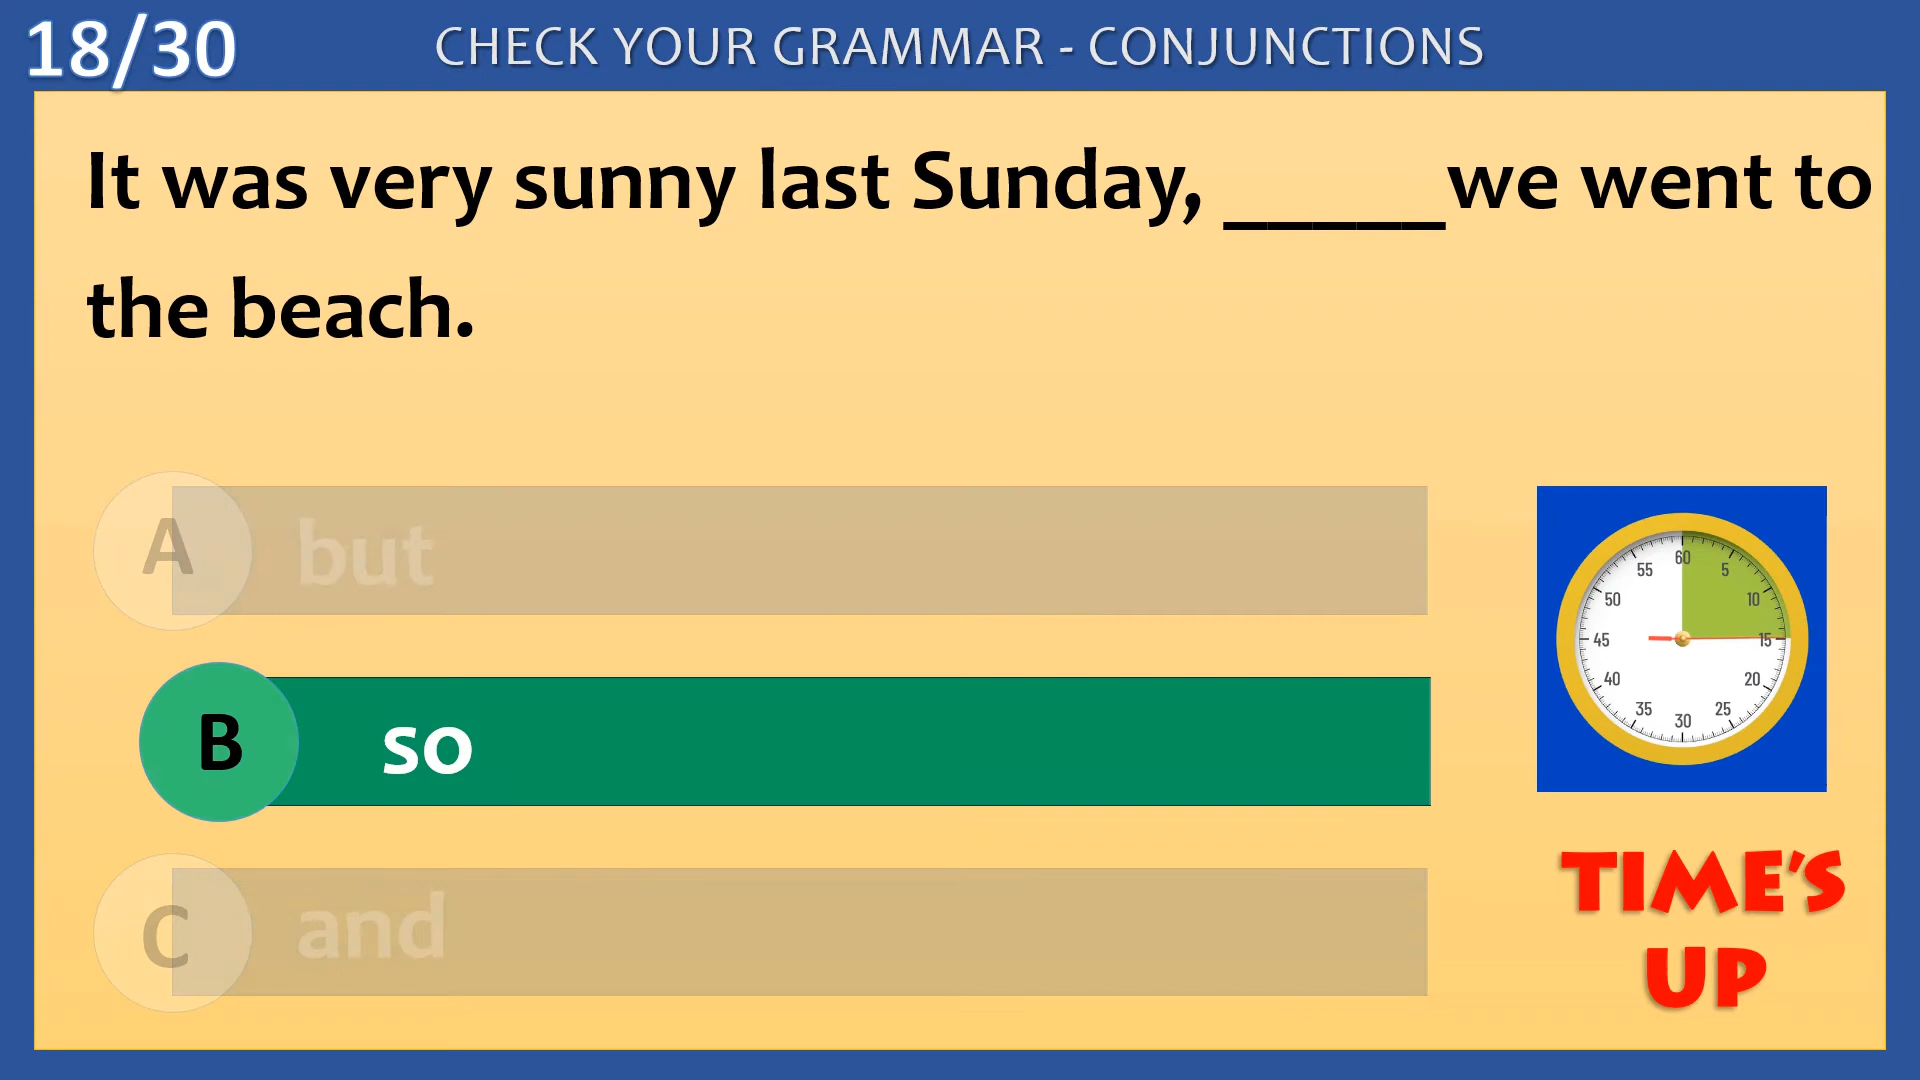 18/30
CHECK YOUR GRAMMAR - CONJUNCTIONS
It was very sunny last Sunday, _____we went to
the beach.
A but
B so
C and
60
55 5
50 10
45 15
40 20
35 25
30
TIME'S
UP